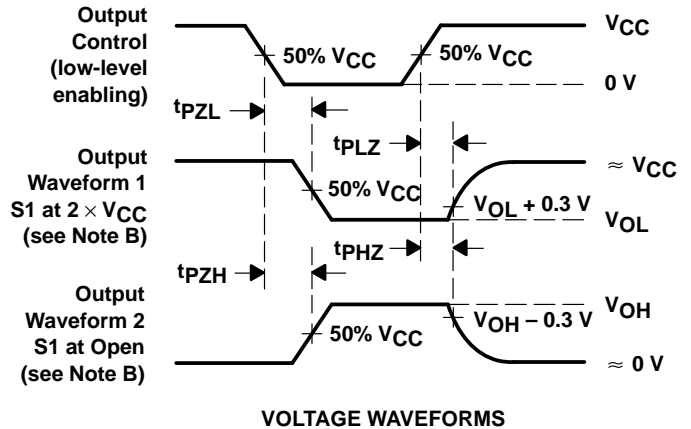 Output
Control
(low-level
enabling)
50% VCC
50% VCC
VCC
0 V
tPZL
tPLZ
Output
Waveform 1
S1 at 2 × VCC
(see Note B)
50% VCC
VOL + 0.3 V
≈ VCC
VOL
tPZH
tPHZ
Output
Waveform 2
S1 at Open
(see Note B)
50% VCC
VOH – 0.3 V
VOH
≈ 0 V
VOLTAGE WAVEFORMS